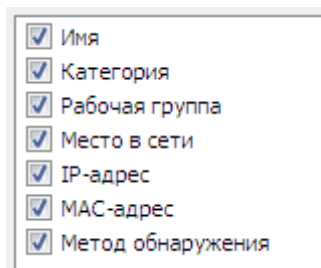 Имя
Категория
Рабочая группа
Место в сети
IP-адрес
MAC-адрес
Метод обнаружения